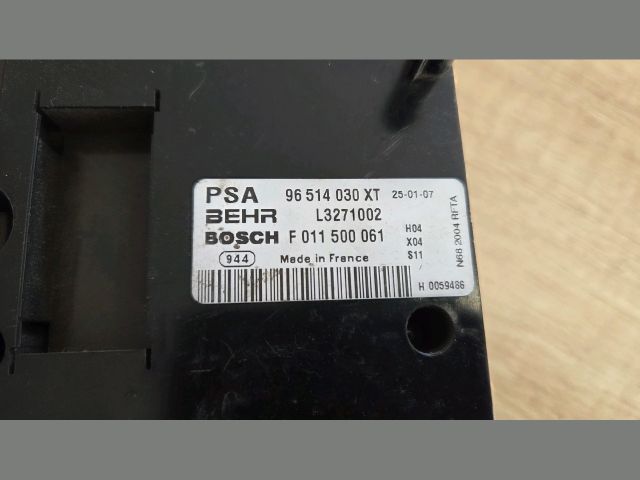 PSA 96 514 030 XT 25-01-07
BEHR L3271002
BOSCH F 011 500 061
H04
X04
S11
944 Made in France
H 0059486
N68 2004 RFTA